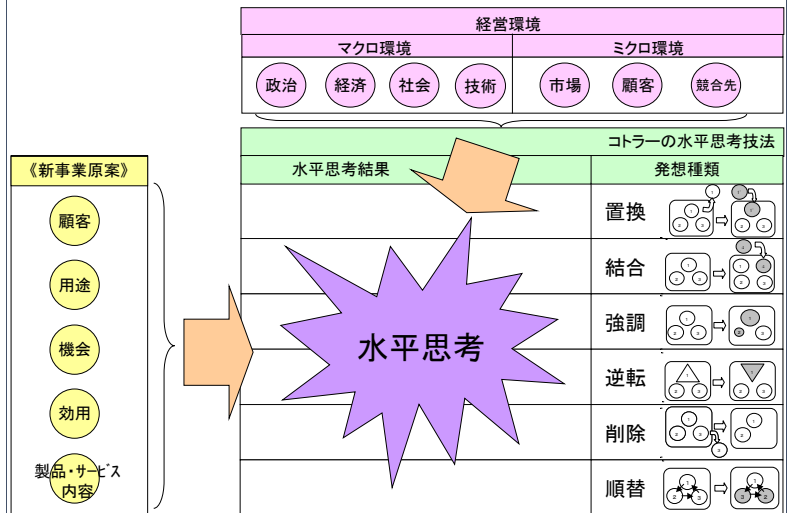 経営環境
マクロ環境
ミクロ環境
政治
経済
社会
技術
市場
顧客
競合先
コトラーの水平思考技法
《新事業原案》
水平思考結果
発想種類
顧客
用途
機会
効用
製品・サービス
内容
水平思考
置換
結合
強調
逆転
削除
順替